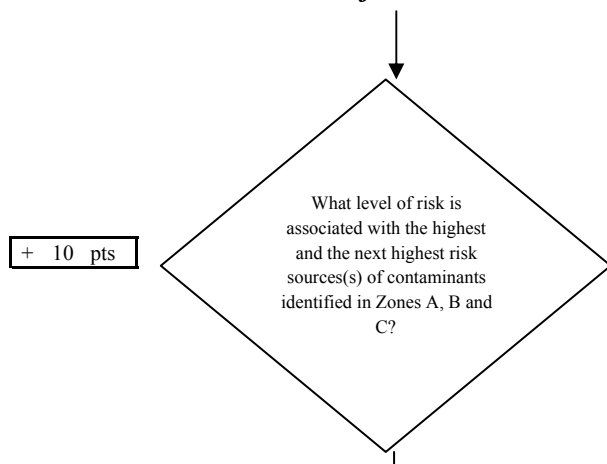 What level of risk is
associated with the highest
and the next highest risk
sources(s) of contaminants
identified in Zones A, B and
C?
+ 10 pts